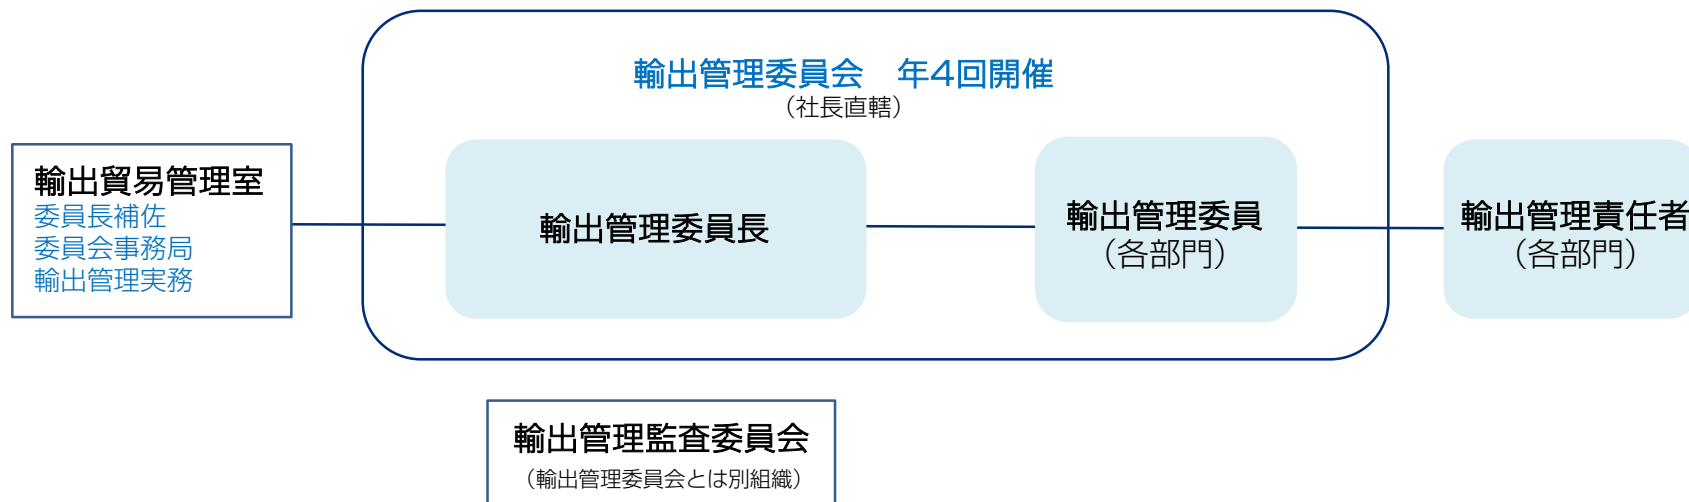 輸出管理委員会　年4回開催
（社長直轄）
輸出貿易管理室
委員長補佐
委員会事務局
輸出管理実務
輸出管理委員長
輸出管理委員
（各部門）
輸出管理責任者
（各部門）
輸出管理監査委員会
（輸出管理委員会とは別組織）